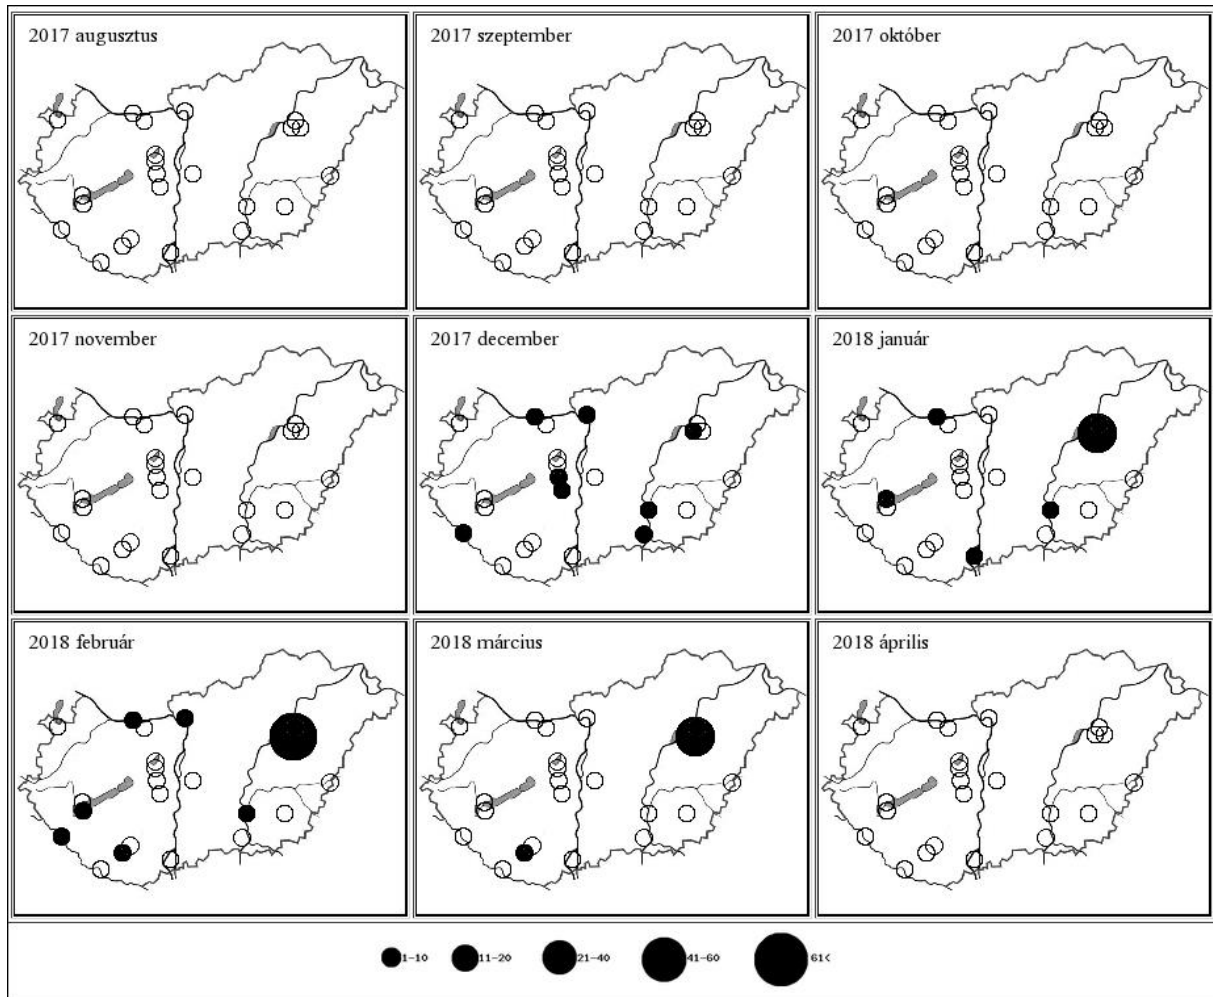 2017 augusztus
2017 szeptember
2017 október
2017 november
2017 december
2018 január
2018 február
2018 március
2018 április
1-10
11-20
21-40
41-60
61<